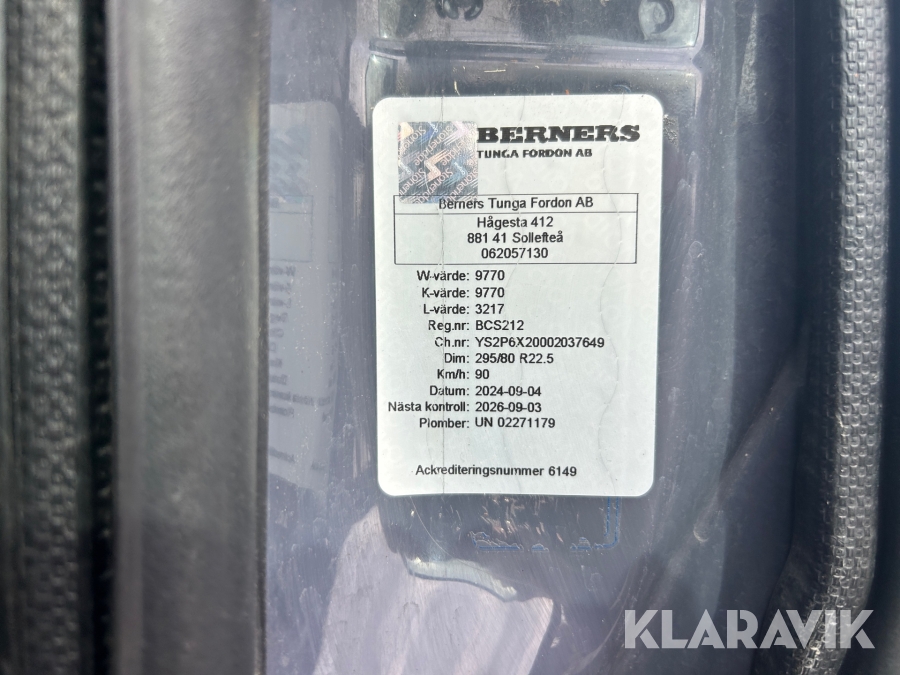 BERNERS
TUNGA FORDON AB
Berners Tunga Fordon AB
Hågesta 412
881 41 Sollefteå
062057130
W-värde: 9770
K-värde: 9770
L-värde: 3217
Reg.nr: BCS212
Ch.nr: YS2P6X20002037649
Dim: 295/80 R22.5
Km/h: 90
Datum: 2024-09-04
Nästa kontroll: 2026-09-03
Plomber: UN 02271179
Ackrediteringsnummer 6149
KLARAVIK